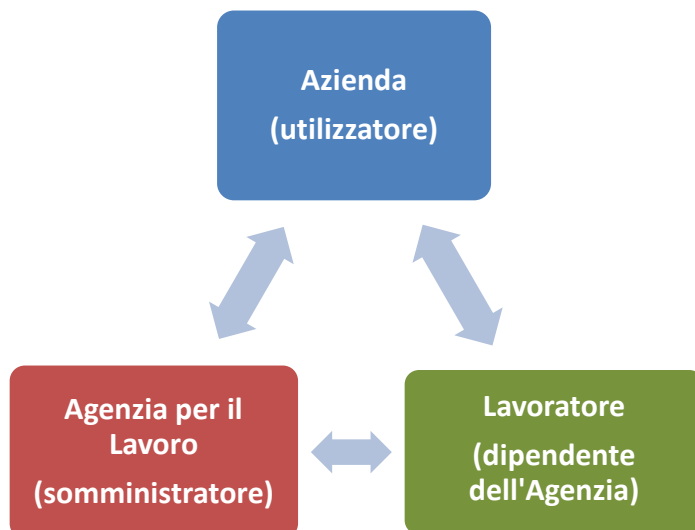 Azienda
(utilizzatore)
Agenzia per il
Lavoro
(somministratore)
Lavoratore
(dipendente
dell'Agenzia)